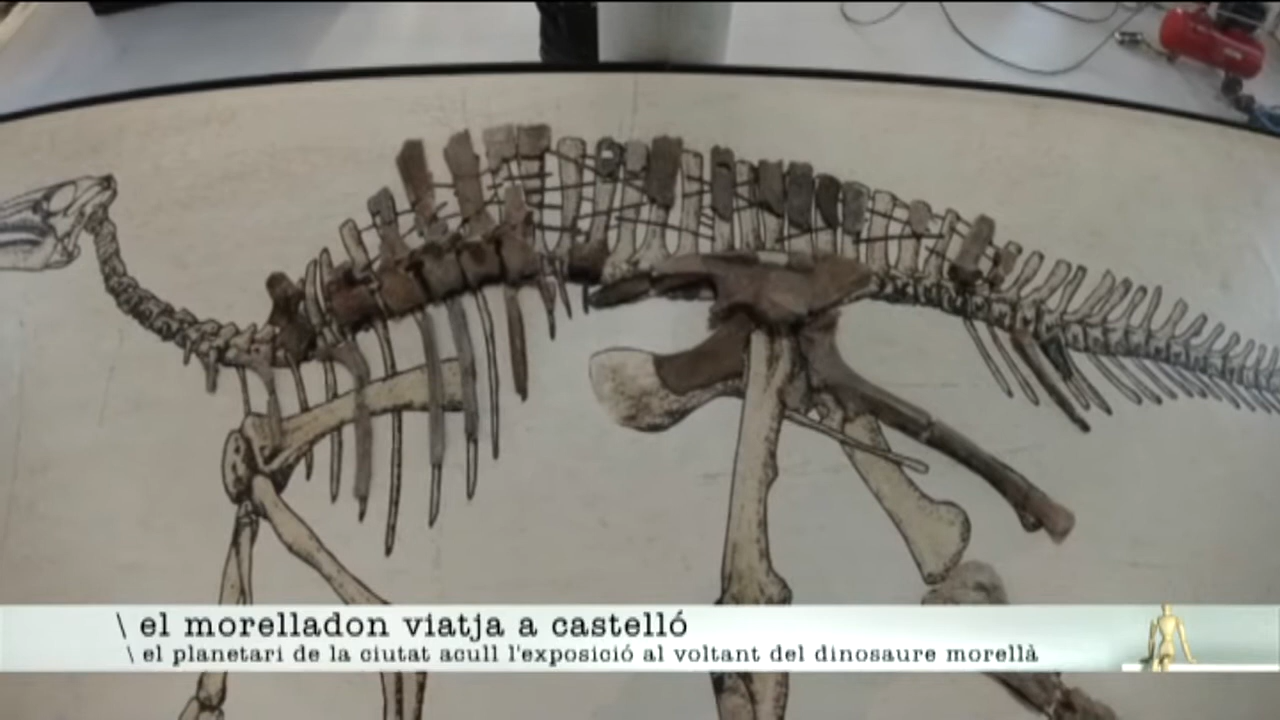 \ el morelladon viatja a castelló
\ el planetari de la ciutat acull l'exposició al voltant del dinosaure morellà